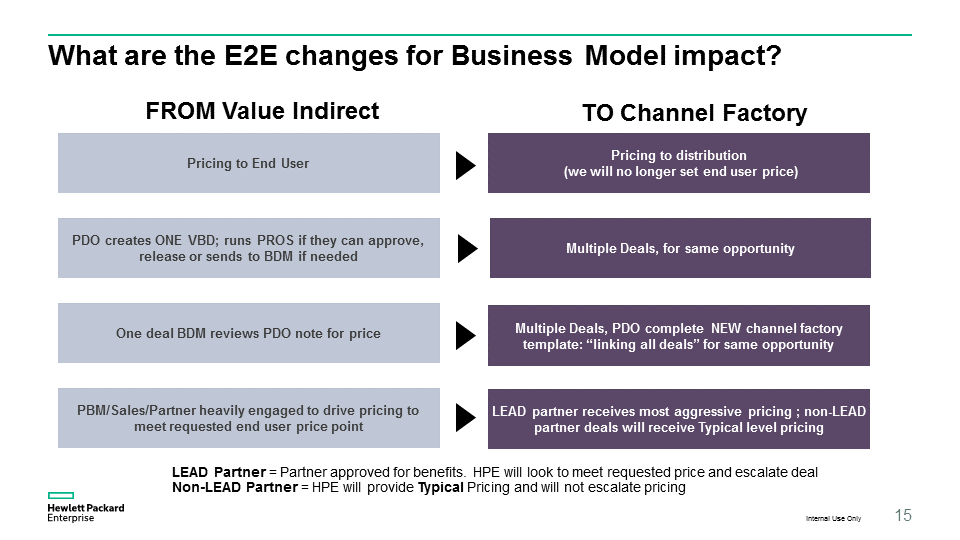 What are the E2E changes for Business Model impact?
FROM Value Indirect
TO Channel Factory
Pricing to End User
Pricing to distribution
(we will no longer set end user price)
PDO creates ONE VBD; runs PROS if they can approve,
release or sends to BDM if needed
Multiple Deals, for same opportunity
One deal BDM reviews PDO note for price
Multiple Deals, PDO complete NEW channel factory
template: “linking all deals” for same opportunity
PBM/Sales/Partner heavily engaged to drive pricing to
meet requested end user price point
LEAD partner receives most aggressive pricing ; non-LEAD
partner deals will receive Typical level pricing
LEAD Partner = Partner approved for benefits. HPE will look to meet requested price and escalate deal
Non-LEAD Partner = HPE will provide Typical Pricing and will not escalate pricing
Hewlett Packard
Enterprise
Internal Use Only
15